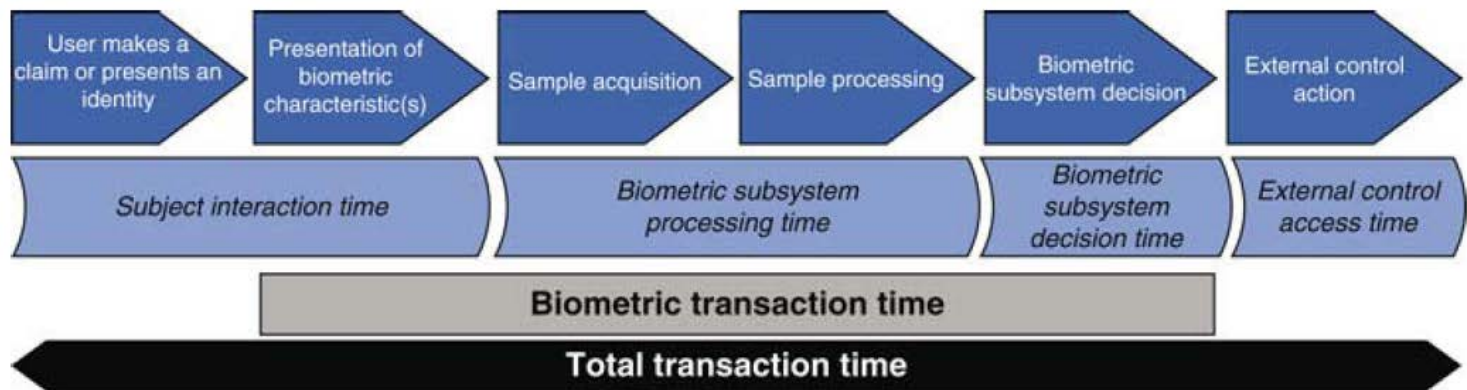 User makes a
claim or presents an
identity
Presentation of
biometric
characteristic(s)
Sample acquisition
Sample processing
Biometric
subsystem decision
External control
action
Subject interaction time
Biometric subsystem
processing time
Biometric
subsystem
decision time
External control
access time
Biometric transaction time
Total transaction time